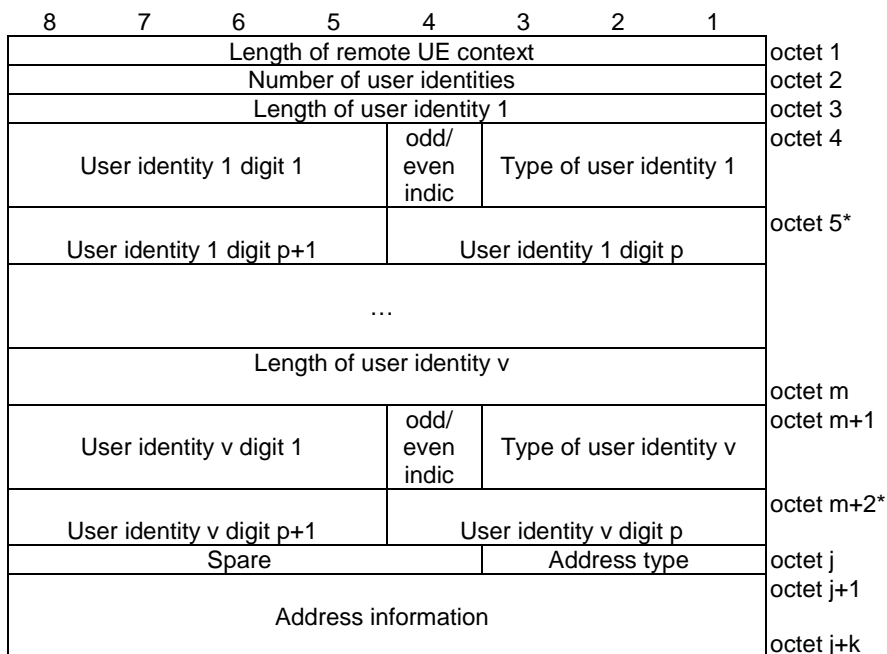 8 7 6 5 4 3 2 1
Length of remote UE context octet 1
Number of user identities octet 2
Length of user identity 1 octet 3
User identity 1 digit 1 odd/ even indic Type of user identity 1 octet 4
octet 5*
User identity 1 digit p+1 User identity 1 digit p
…
Length of user identity v
octet m
User identity v digit 1 odd/ even indic Type of user identity v octet m+1
octet m+2*
User identity v digit p+1 User identity v digit p
Spare Address type octet j
octet j+1
Address information
octet j+k